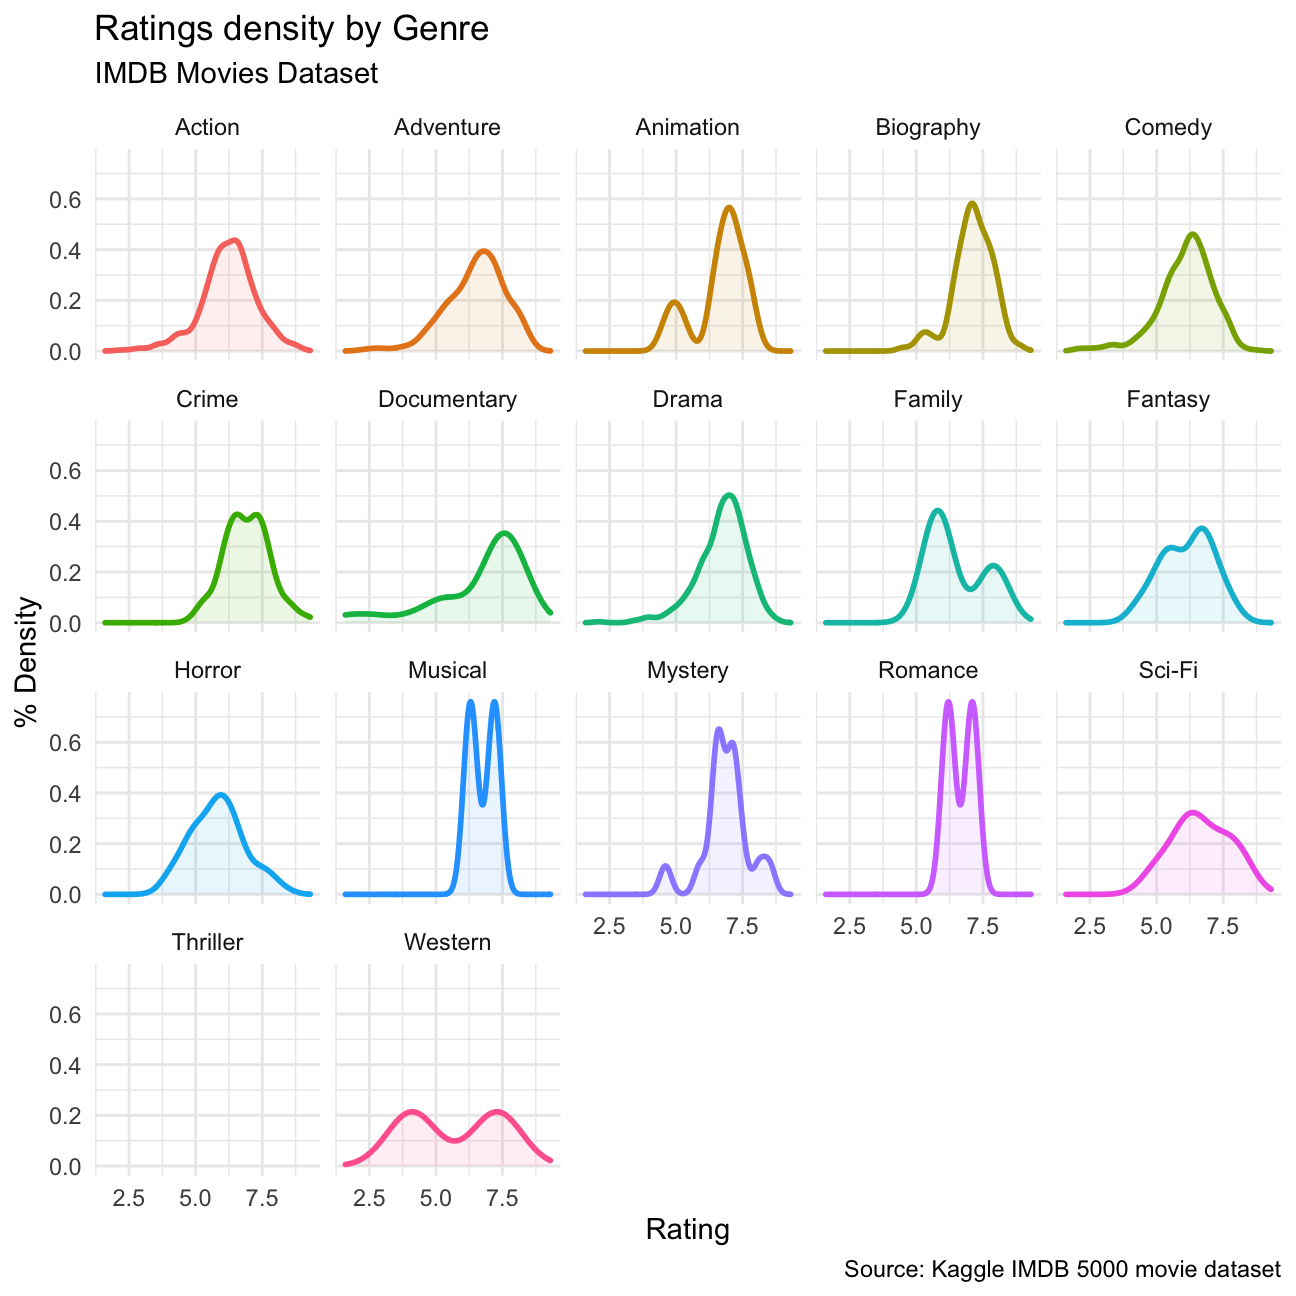 Ratings density by Genre
IMDB Movies Dataset
Action Adventure Animation Biography Comedy
0.6
0.4
0.2
0.0
Crime Documentary Drama Family Fantasy
0.6
0.4
0.2
0.0
% Density
Horror Musical Mystery Romance Sci-Fi
0.6
0.4
0.2
0.0
2.5 5.0 7.5 2.5 5.0 7.5 2.5 5.0 7.5
Thriller Western
0.6
0.4
0.2
0.0
2.5 5.0 7.5 2.5 5.0 7.5
Rating
Source: Kaggle IMDB 5000 movie dataset